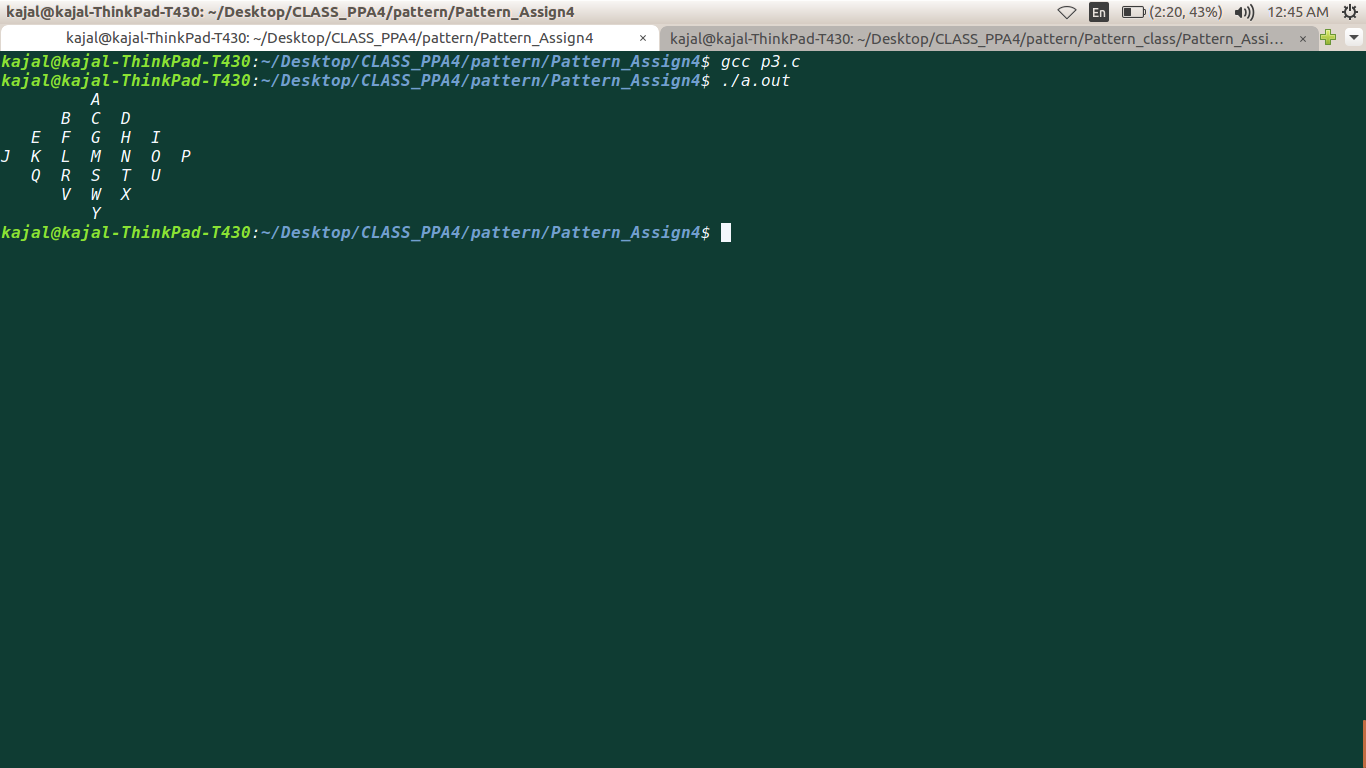 kajal@kajal-ThinkPad-T430: ~/Desktop/CLASS_PPA4/pattern/Pattern_Assign4
En (2:20, 43%) 12:45 AM
kajal@kajal-ThinkPad-T430: ~/Desktop/CLASS_PPA4/pattern/Pattern_Assign4 × kajal@kajal-ThinkPad-T430: ~/Desktop/CLASS_PPA4/pattern/Pattern_class/Pattern_Assi... ×
kajal@kajal-ThinkPad-T430:~/Desktop/CLASS_PPA4/pattern/Pattern_Assign4$ gcc p3.c
kajal@kajal-ThinkPad-T430:~/Desktop/CLASS_PPA4/pattern/Pattern_Assign4$ ./a.out
         A
      B  C  D
   E  F  G  H  I
J  K  L  M  N  O  P
   Q  R  S  T  U
      V  W  X
         Y
kajal@kajal-ThinkPad-T430:~/Desktop/CLASS_PPA4/pattern/Pattern_Assign4$